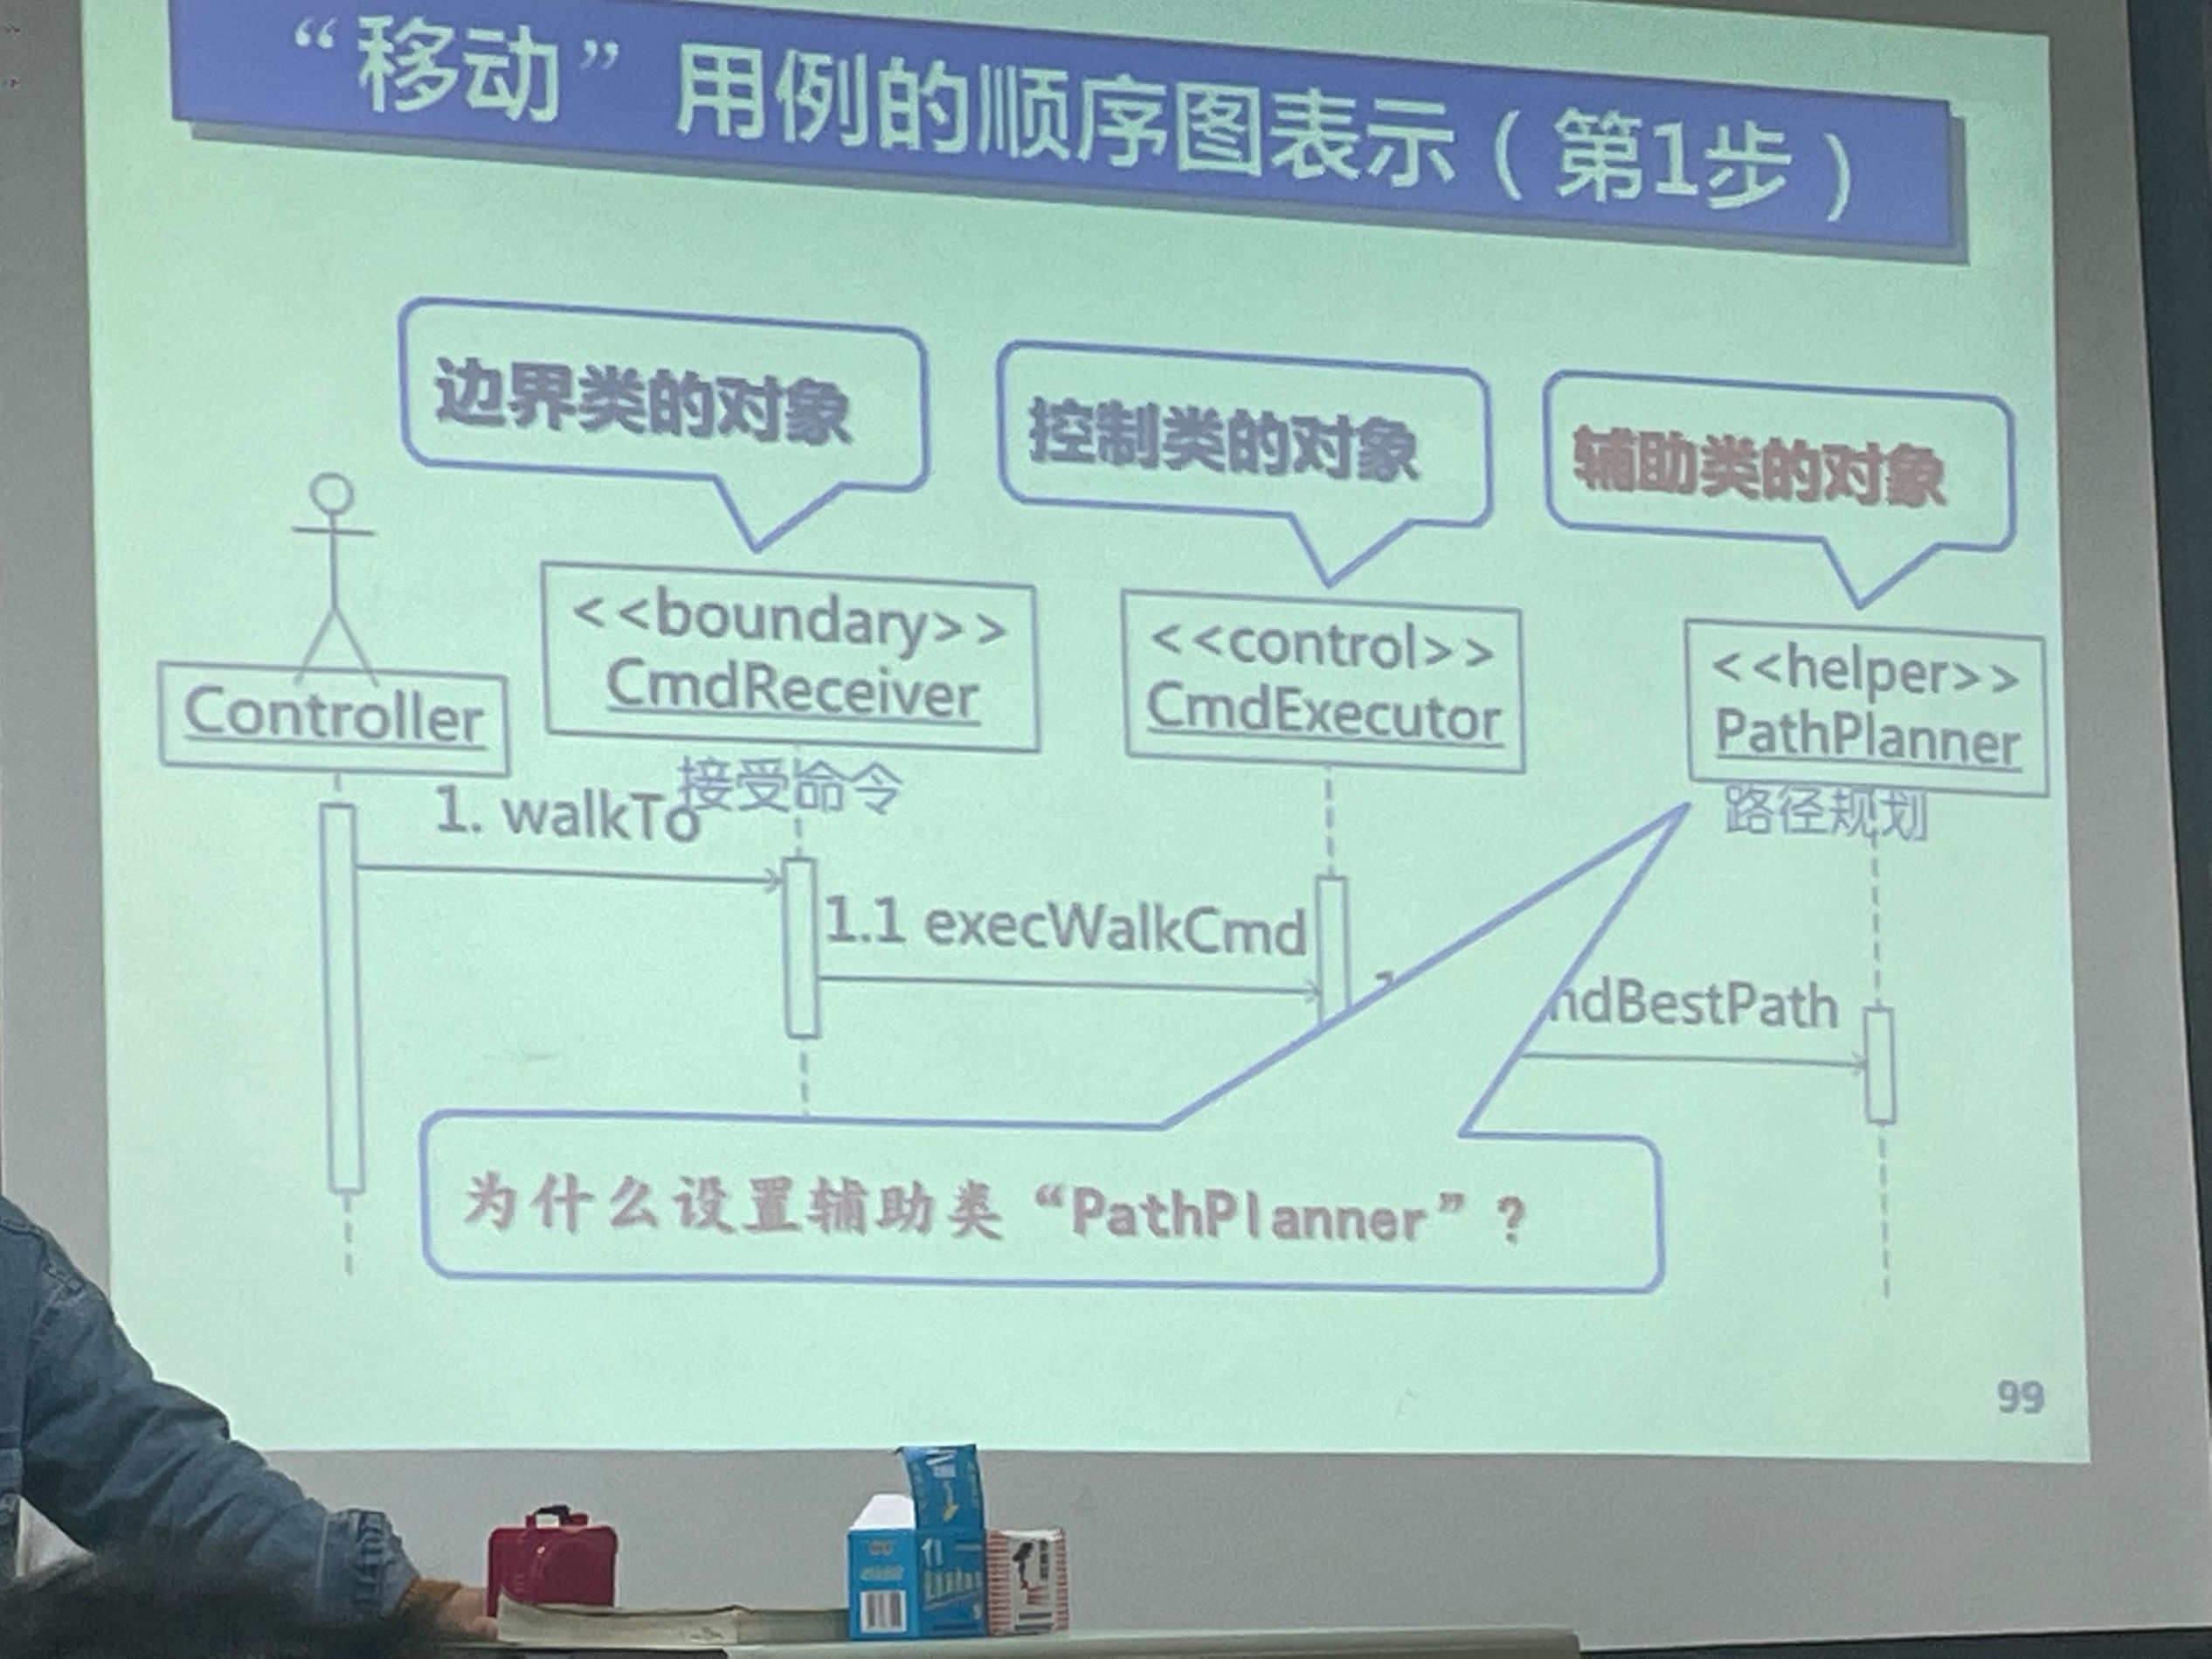 “移动”用例的顺序图表示（第1步）
边界类的对象
控制类的对象
辅助类的对象
Controller
<<boundary>>
CmdReceiver
<<control>>
CmdExecutor
<<helper>>
PathPlanner
接受命令
路径规划
1. walkTo
1.1 execWalkCmd
ndBestPath
为什么设置辅助类“PathPlanner”？
99